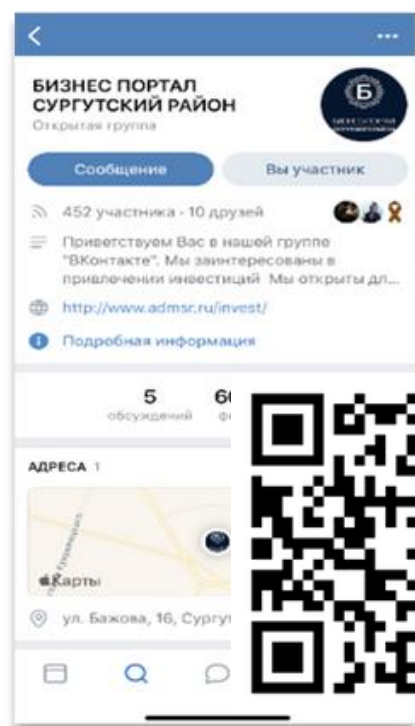 БИЗНЕС ПОРТАЛ
СУРГУТСКИЙ РАЙОН
Открытая группа
Б
Сообщение
Вы участник
452 участника · 10 друзей
Приветствуем Вас в нашей группе
"ВКонтакте". Мы заинтересованы в
привлечении инвестиций Мы открыты дл...
http://www.admsr.ru/invest/
Подробная информация
5
обсуждений
АДРЕСА 1
Карты
ул. Бажова, 16, Сургу